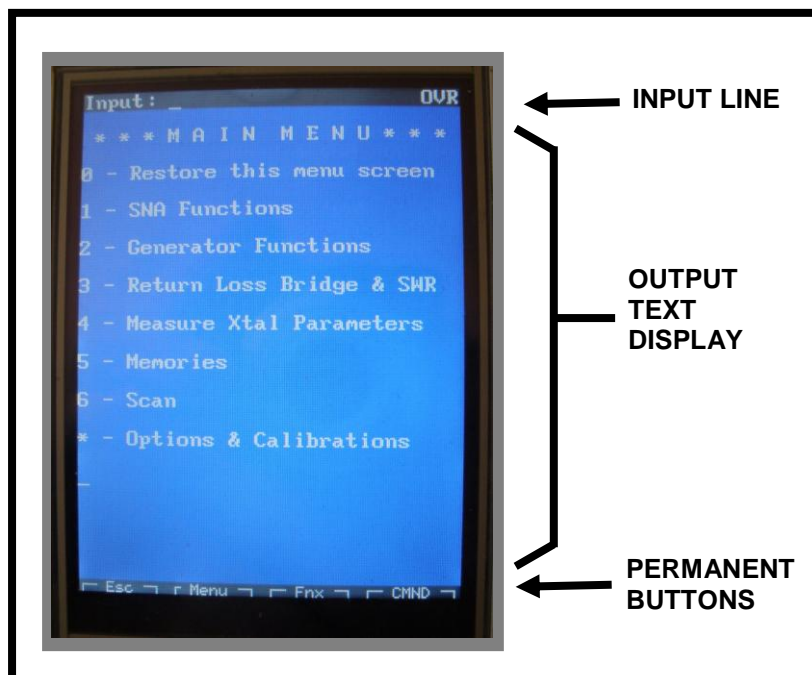 Input: _ OVR
* * * M A I N M E N U * * *
0 - Restore this menu screen
1 - SNA Functions
2 - Generator Functions
3 - Return Loss Bridge & SWR
4 - Measure Xtal Parameters
5 - Memories
6 - Scan
* - Options & Calibrations
_
Esc Menu Fnx CMND
INPUT LINE
OUTPUT
TEXT
DISPLAY
PERMANENT
BUTTONS